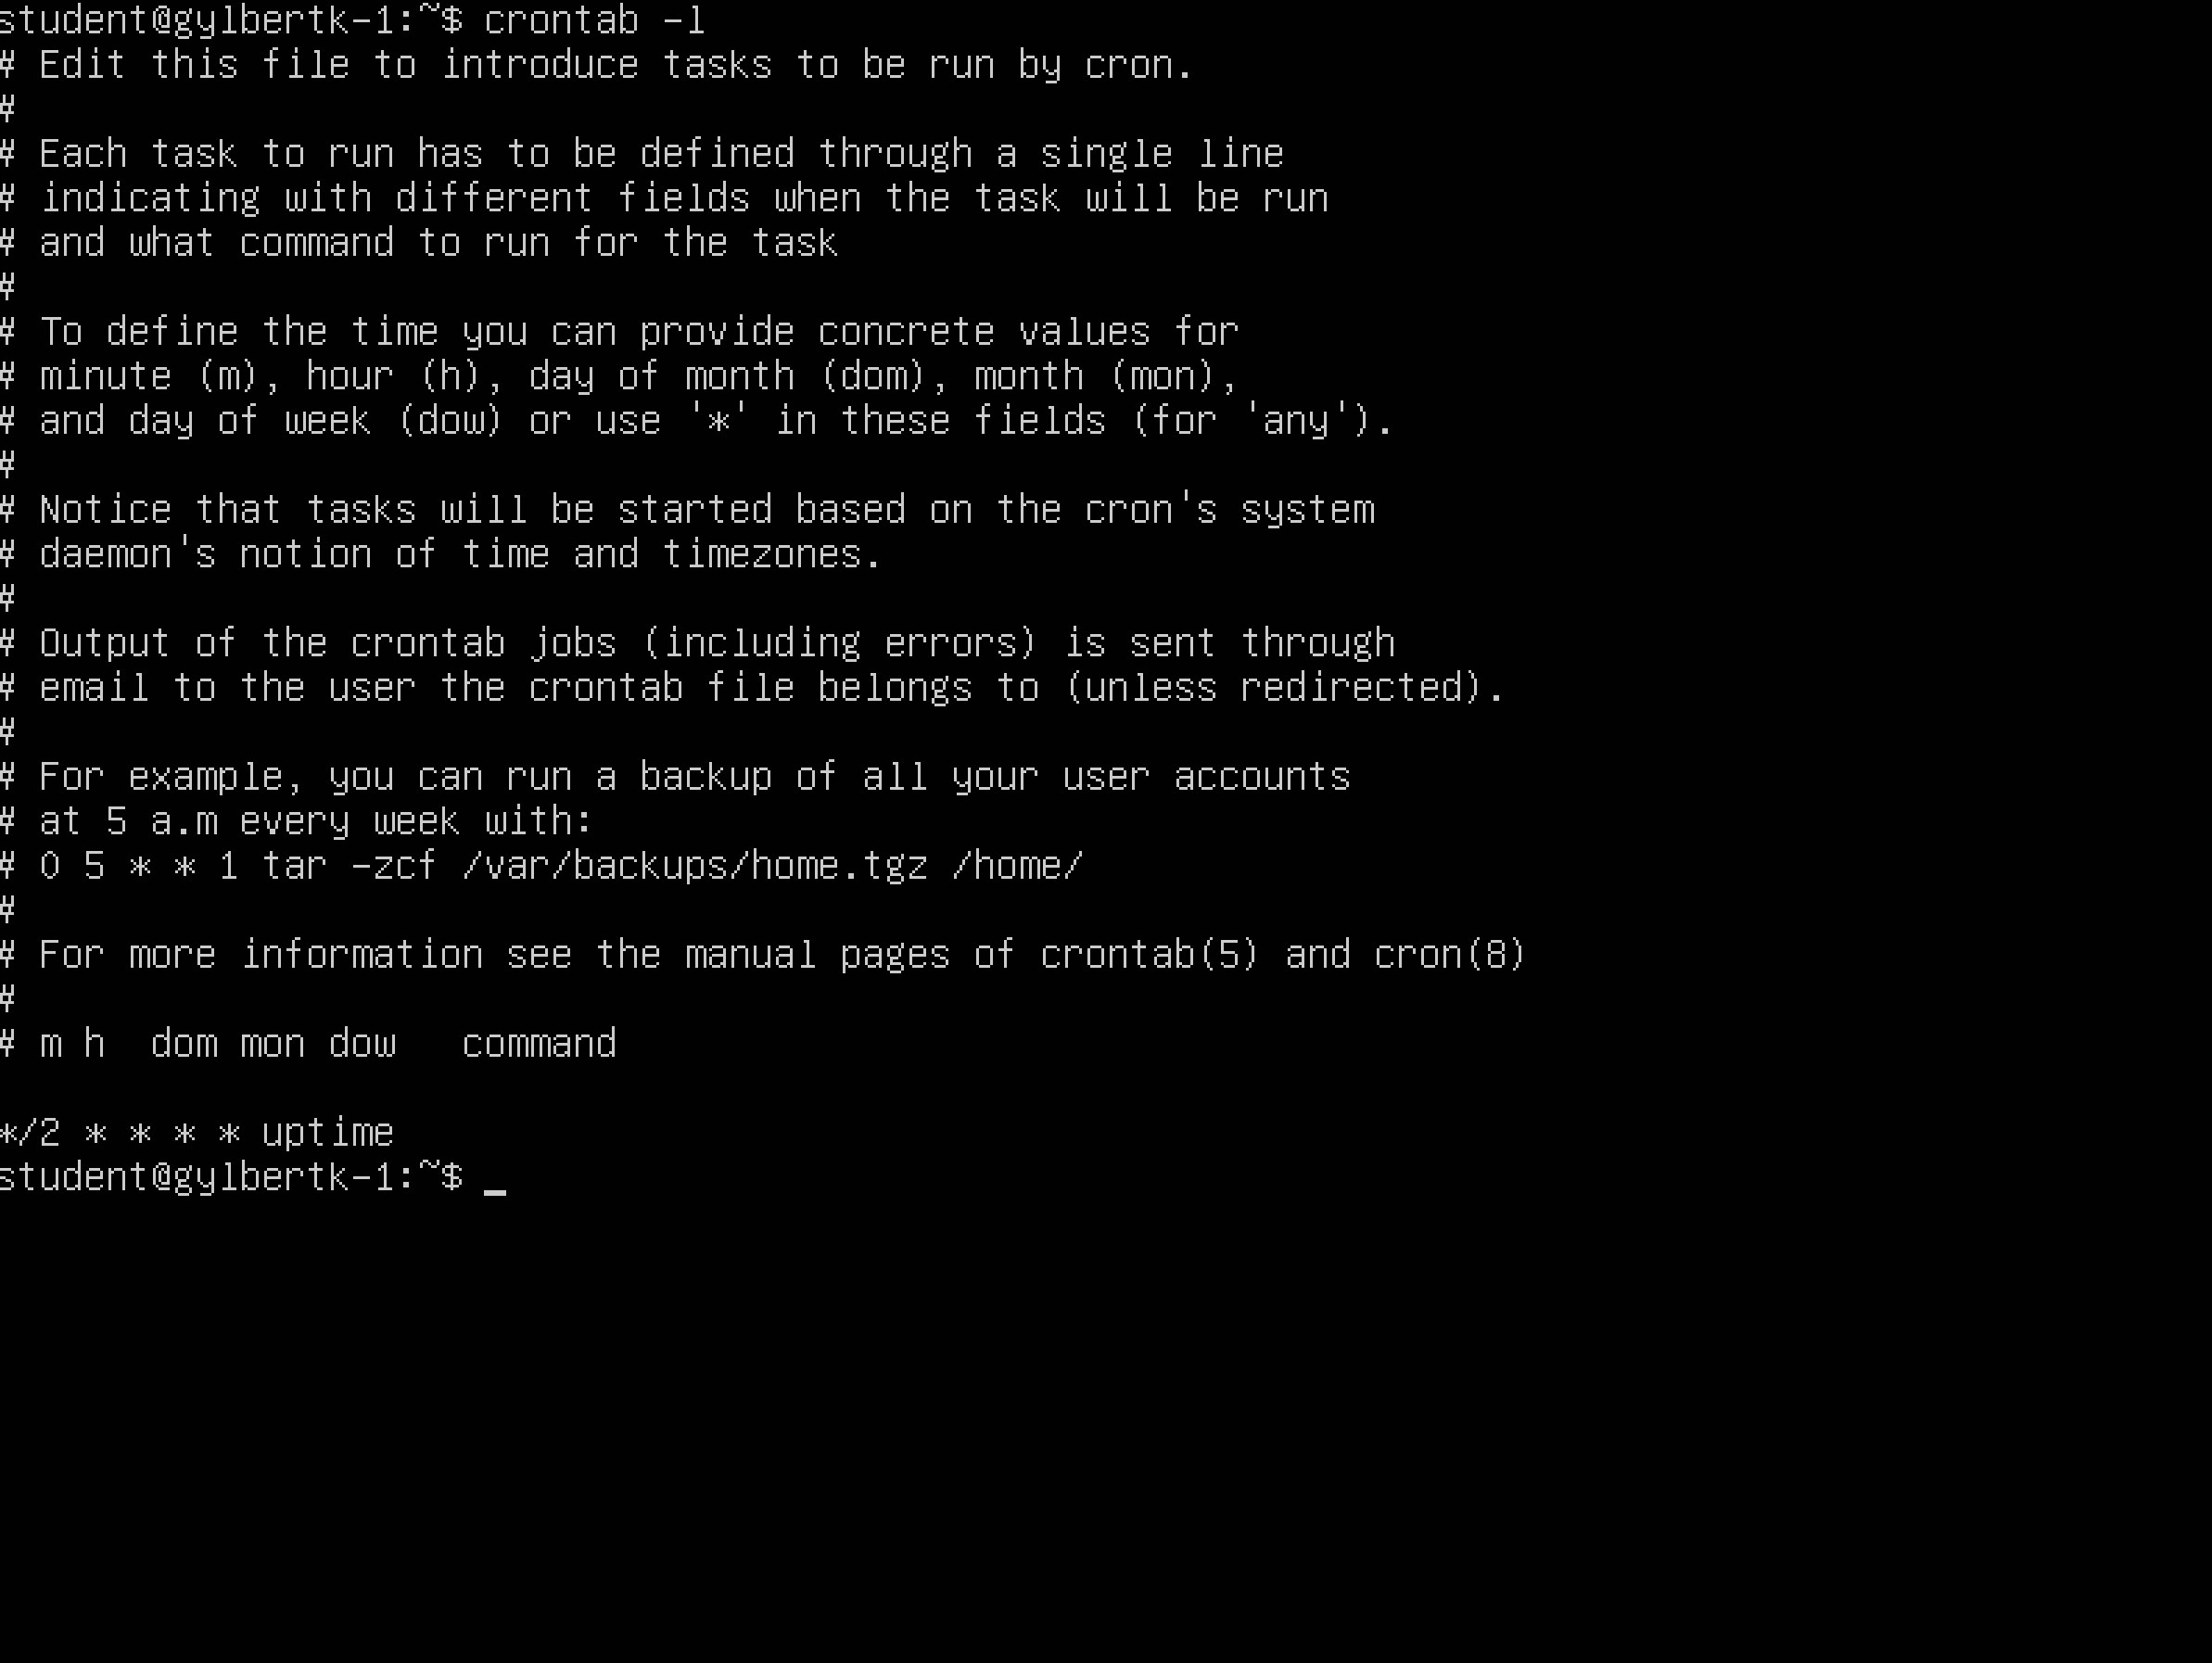 student@gylbertk-1:~$ crontab -l
# Edit this file to introduce tasks to be run by cron.
#
# Each task to run has to be defined through a single line
# indicating with different fields when the task will be run
# and what command to run for the task
#
# To define the time you can provide concrete values for
# minute (m), hour (h), day of month (dom), month (mon),
# and day of week (dow) or use '*' in these fields (for 'any').
#
# Notice that tasks will be started based on the cron's system
# daemon's notion of time and timezones.
#
# Output of the crontab jobs (including errors) is sent through
# email to the user the crontab file belongs to (unless redirected).
#
# For example, you can run a backup of all your user accounts
# at 5 a.m every week with:
# 0 5 * * 1 tar -zcf /var/backups/home.tgz /home/
#
# For more information see the manual pages of crontab(5) and cron(8)
#
# m h  dom mon dow   command

*/2 * * * * uptime
student@gylbertk-1:~$ _